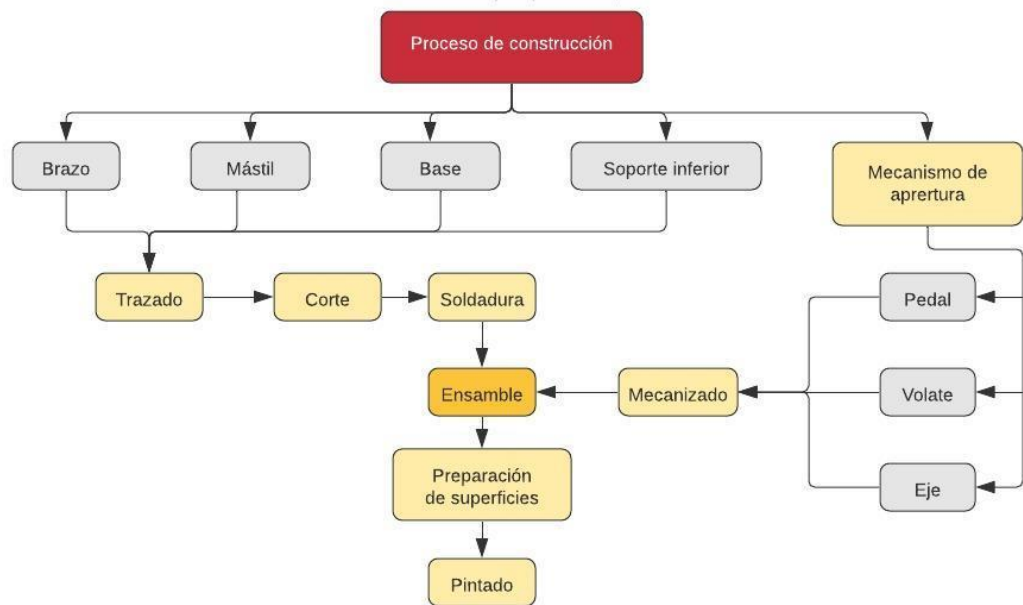 Proceso de construcción
Brazo
Mástil
Base
Soporte inferior
Mecanismo de
aprertura
Trazado
Corte
Soldadura
Pedal
Ensamble
Mecanizado
Volate
Preparación
de superficies
Eje
Pintado